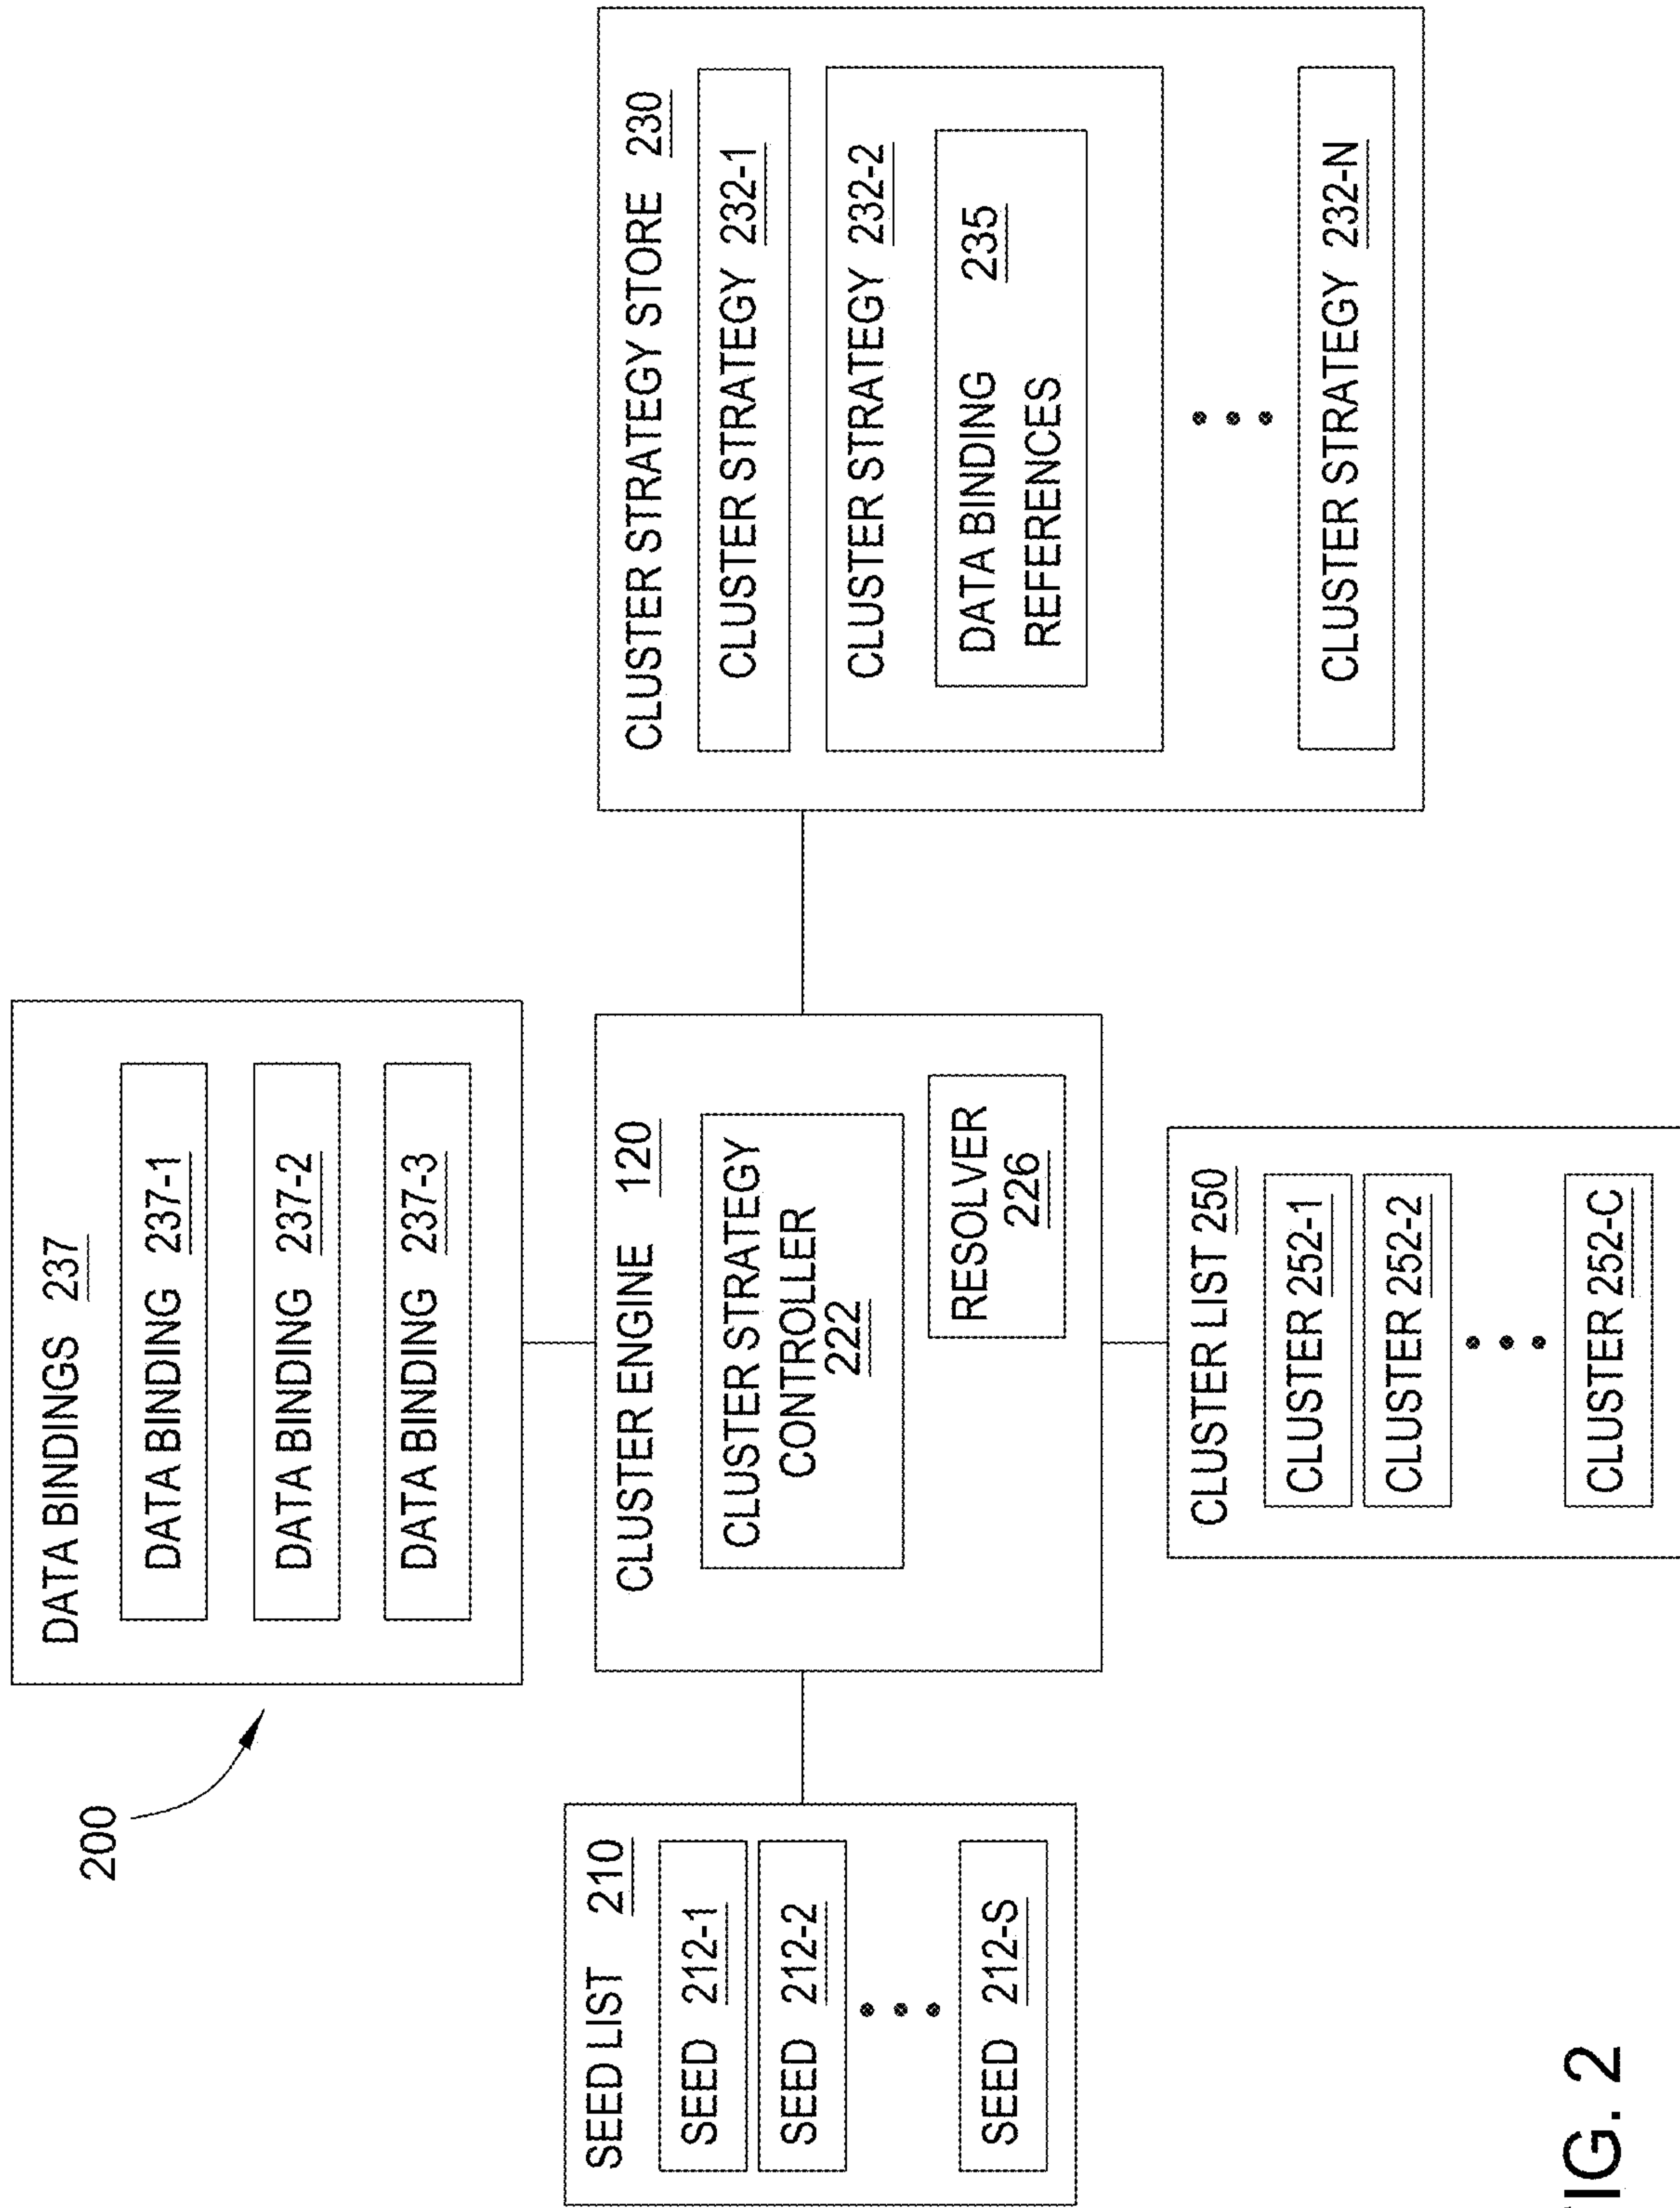 200
DATA BINDINGS 237
DATA BINDING 237-1
DATA BINDING 237-2
DATA BINDING 237-3
SEED LIST 210
SEED 212-1
SEED 212-2
SEED 212-S
CLUSTER ENGINE 120
CLUSTER STRATEGY
CONTROLLER
222
RESOLVER
226
CLUSTER STRATEGY STORE 230
CLUSTER STRATEGY 232-1
CLUSTER STRATEGY 232-2
DATA BINDING 235
REFERENCES
CLUSTER STRATEGY 232-N
CLUSTER LIST 250
CLUSTER 252-1
CLUSTER 252-2
CLUSTER 252-C
IG. 2